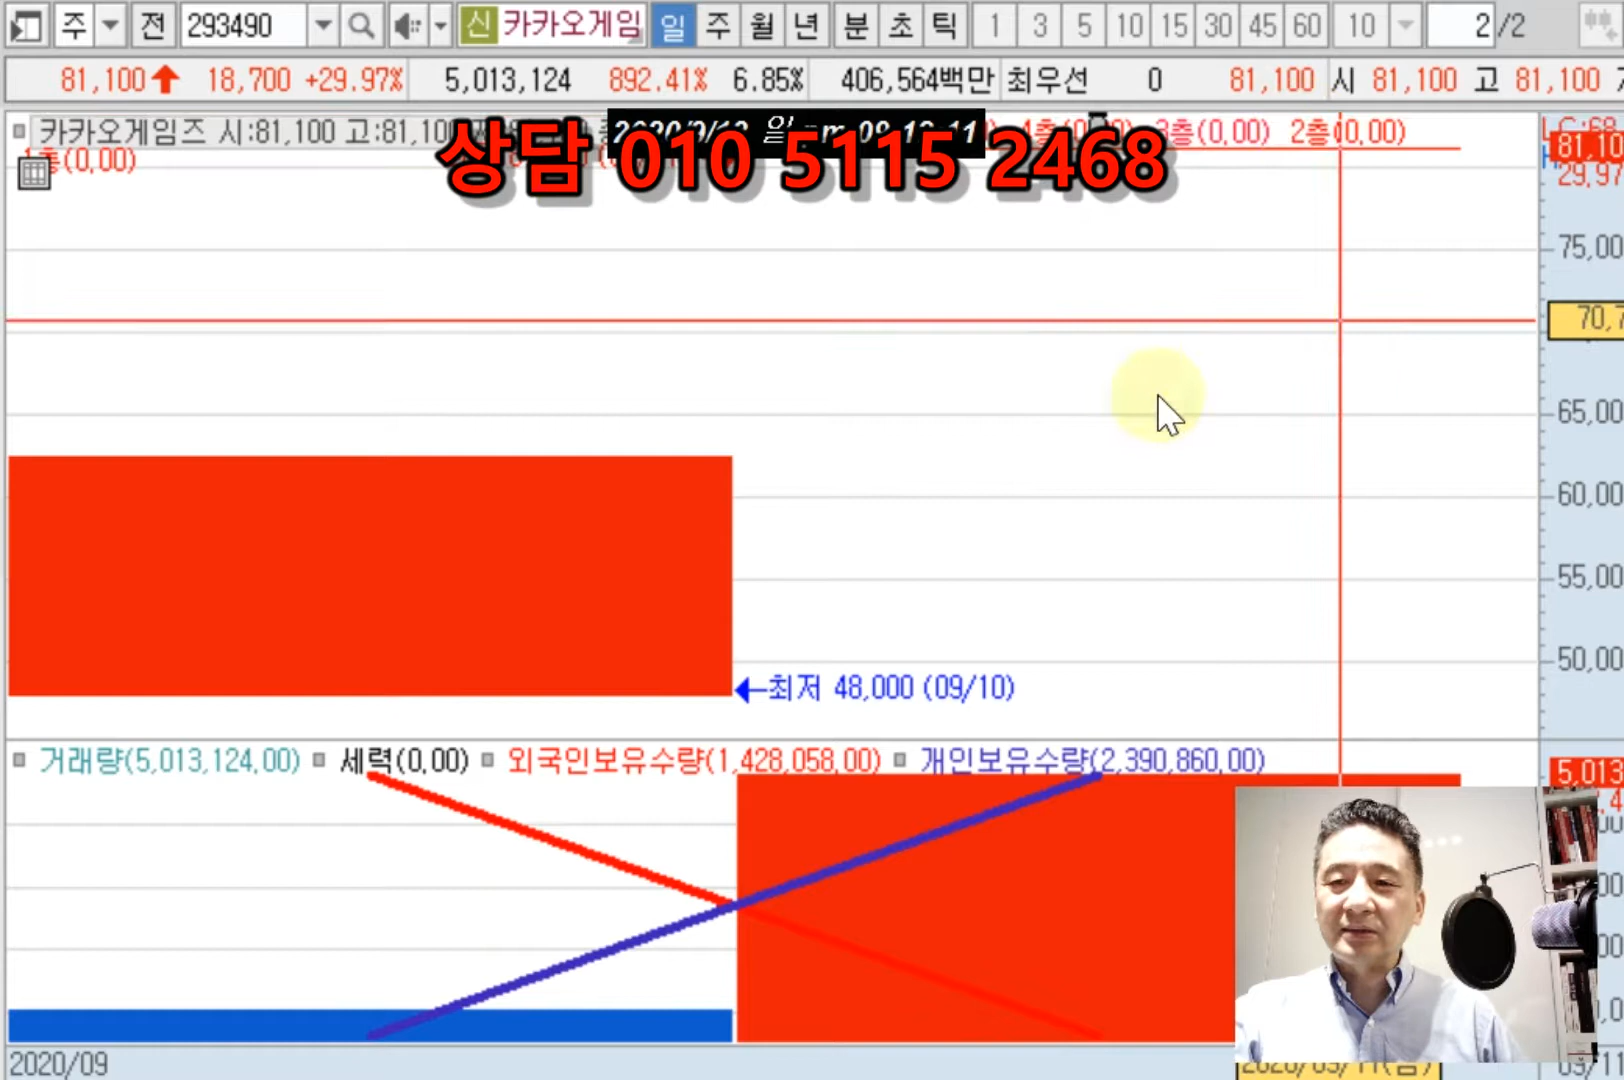 주 전 293490 신 카카오게임 일 주 월 년 분 초 틱 1 3 5 10 15 30 45 60 10 2 /2
81,100 18,700 +29.97% 5,013,124 892.41% 6.85% 406,564백만 최우선 0 81,100 시 81,100 고 81,100
카카오게임즈 시:81,100 고:81,10 3층(0,00) 2층(0,00)
상담 010 5115 2468
81,10
29,97
75,00
70,7
65,00
60,00
55,00
50,00
최저 48,000 (09/10)
거래량(5,013,124,00) 세력(0,00) 외국인보유수량(1,428,058,00) 개인보유수량(2,390,860,00)
5,013
2020/09